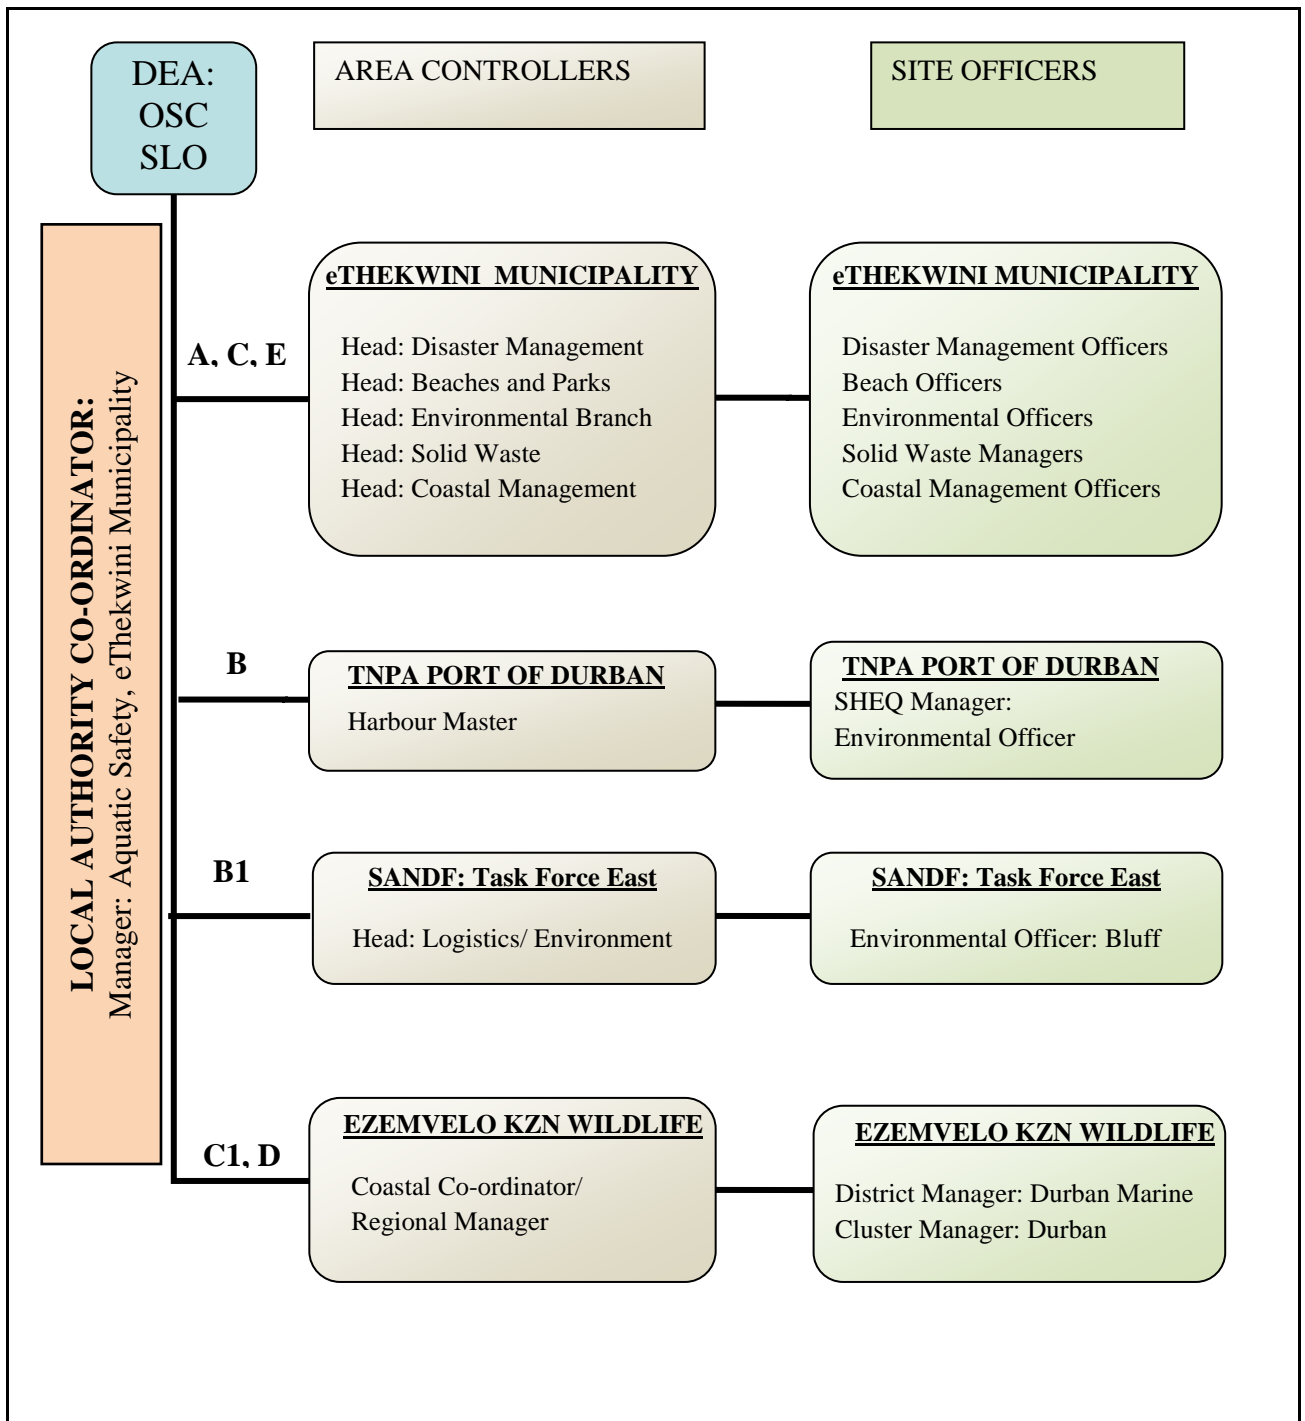 DEA:
OSC
SLO
AREA CONTROLLERS
SITE OFFICERS
LOCAL AUTHORITY CO-ORDINATOR:
Manager: Aquatic Safety, eThekwini Municipality
A, C, E
eTHEKWINI MUNICIPALITY
Head: Disaster Management
Head: Beaches and Parks
Head: Environmental Branch
Head: Solid Waste
Head: Coastal Management
eTHEKWINI MUNICIPALITY
Disaster Management Officers
Beach Officers
Environmental Officers
Solid Waste Managers
Coastal Management Officers
B
TNPA PORT OF DURBAN
Harbour Master
TNPA PORT OF DURBAN
SHEQ Manager:
Environmental Officer
B1
SANDF: Task Force East
Head: Logistics/ Environment
SANDF: Task Force East
Environmental Officer: Bluff
C1, D
EZEMVELO KZN WILDLIFE
Coastal Co-ordinator/
Regional Manager
EZEMVELO KZN WILDLIFE
District Manager: Durban Marine
Cluster Manager: Durban